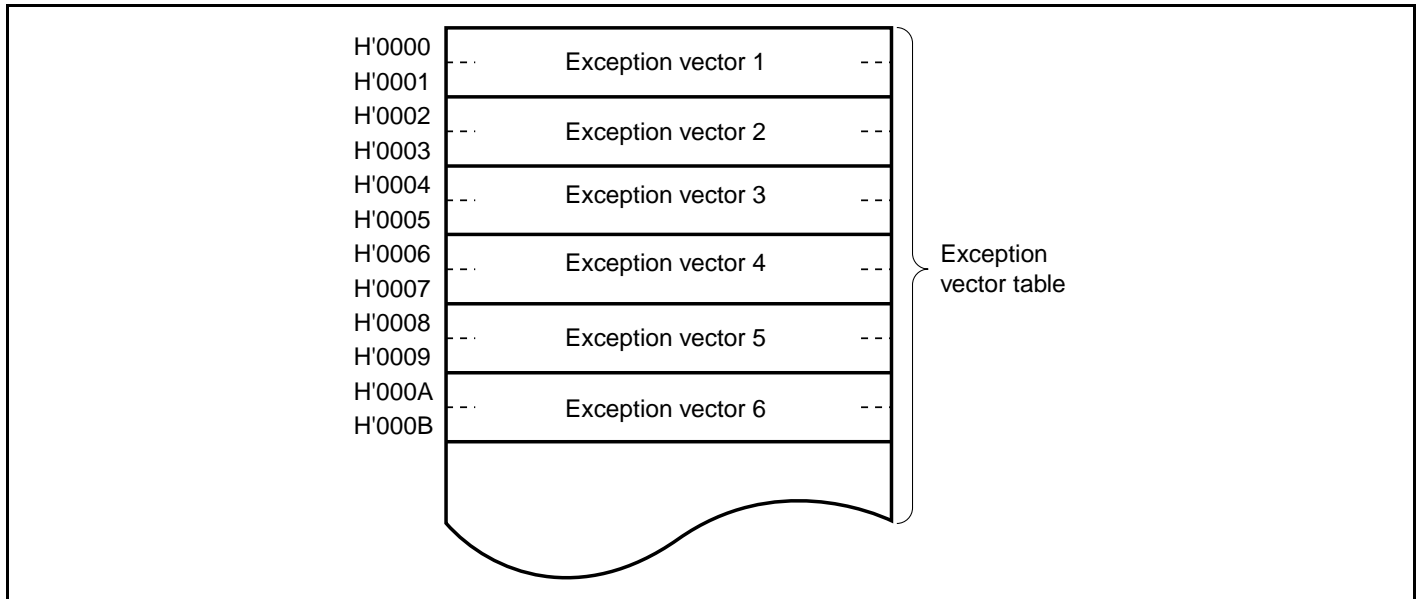 H'0000
Exception vector 1
H'0001
H'0002
Exception vector 2
H'0003
H'0004
Exception vector 3
H'0005
H'0006
Exception vector 4
H'0007
Exception
vector table
H'0008
Exception vector 5
H'0009
H'000A
Exception vector 6
H'000B